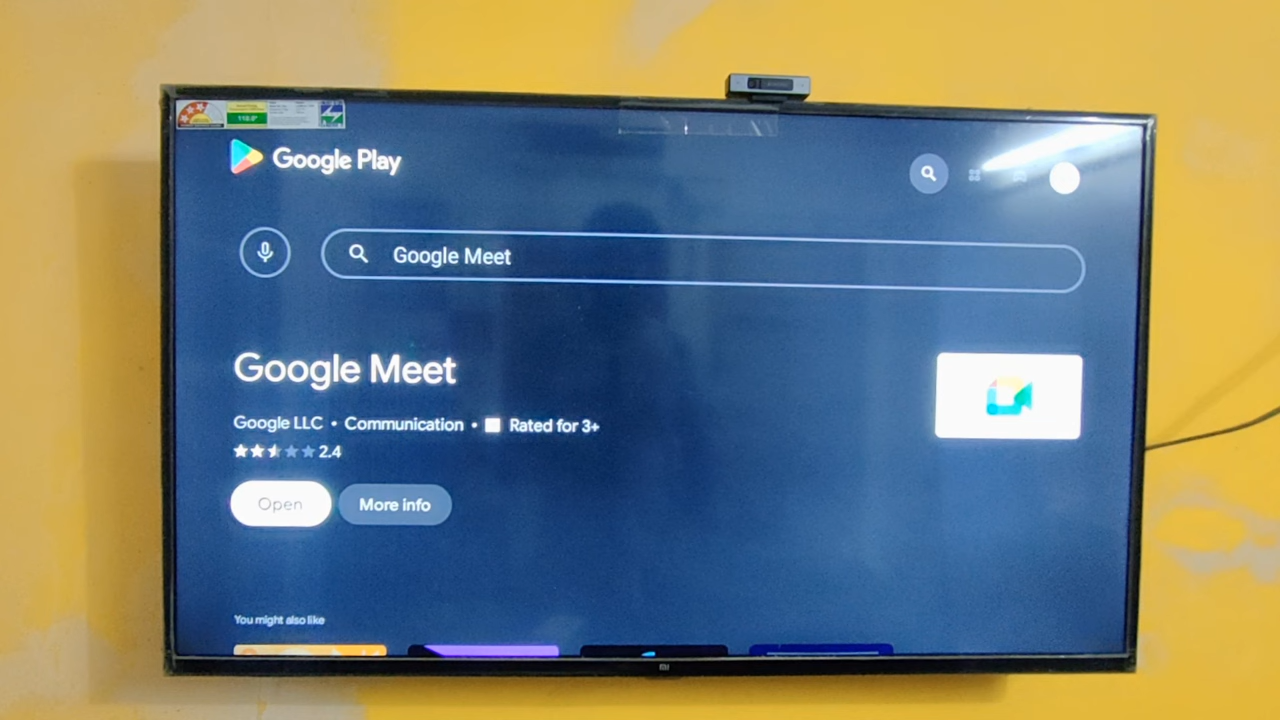 Google Play
Google Meet
Google Meet
Google LLC • Communication • Rated for 3+
2.4
Open
More info
You might also like
mi